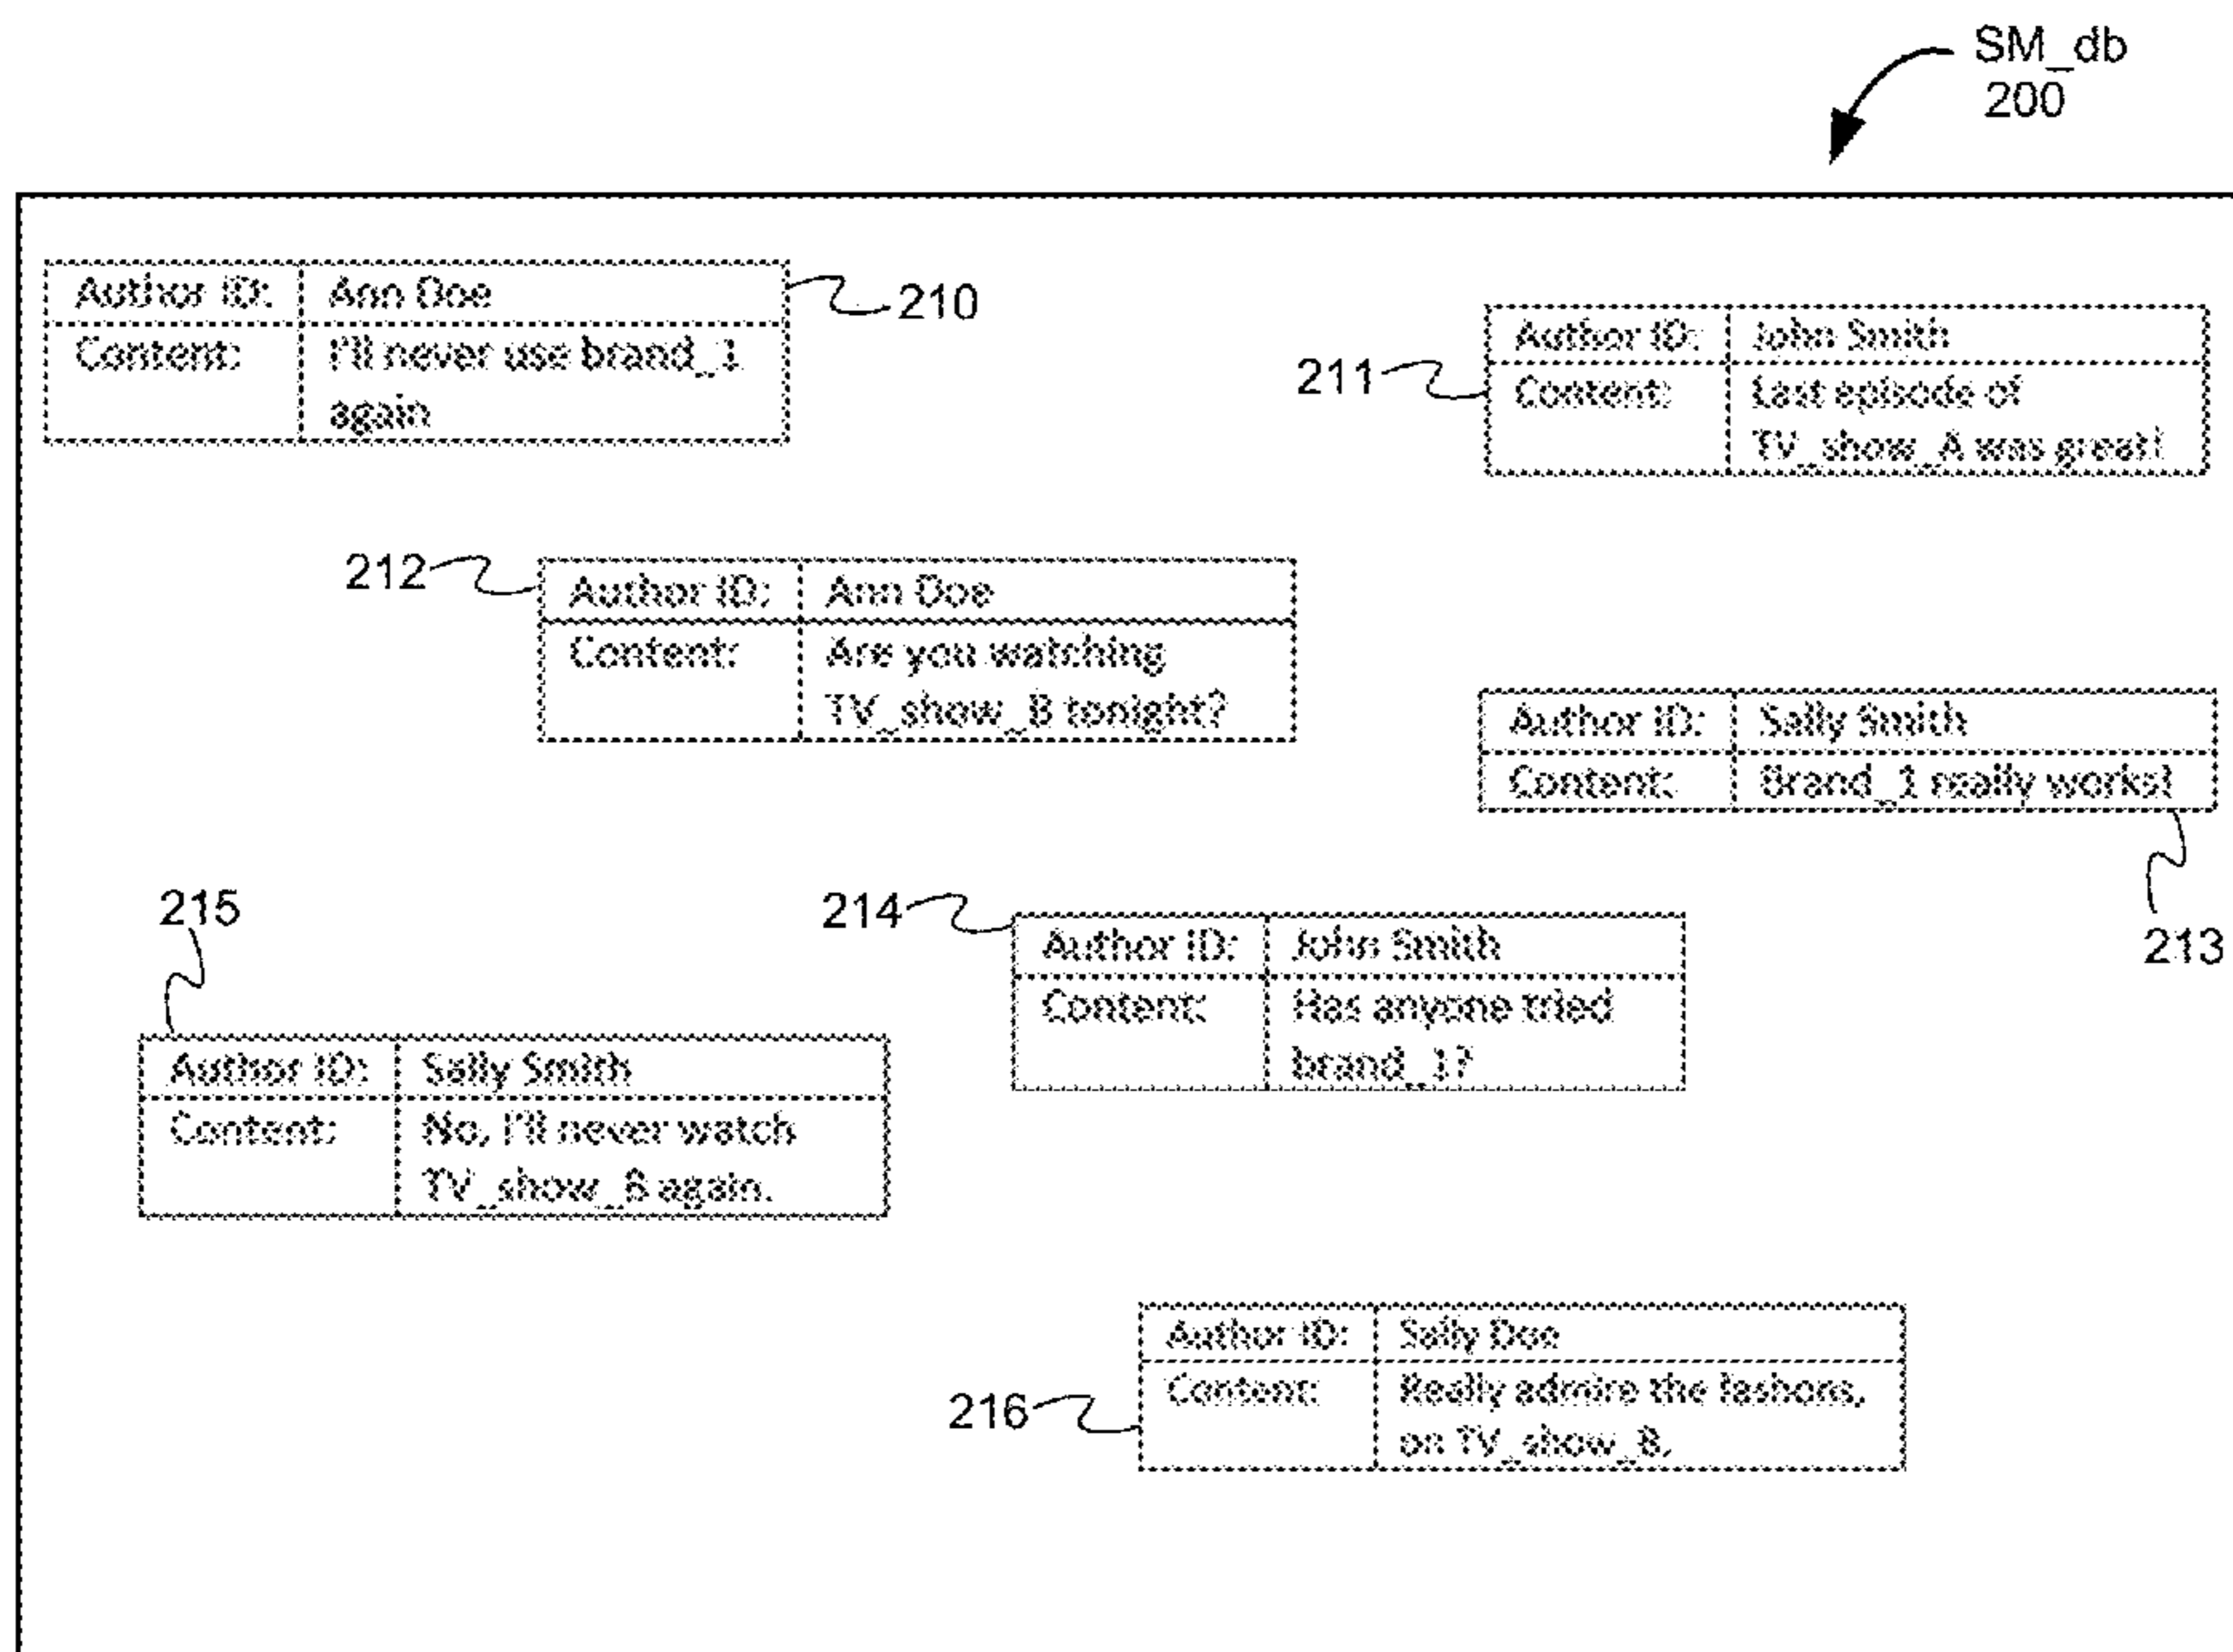 SM_db
200
Author ID: Ann Doe
Content: I'll never use brand_1
again
210
211
Author ID: John Smith
Content: Last episode of
TV_show_A was great!
212
Author ID: Ann Doe
Content: Are you watching
TV_show_B tonight?
Author ID: Sally Smith
Content: Brand_1 really works!
213
214
Author ID: John Smith
Content: Has anyone tried
brand_1?
215
Author ID: Sally Smith
Content: No, I'll never watch
TV_show_B again.
216
Author ID: Sally Doe
Content: Really admire the fashons,
on TV_show_B.